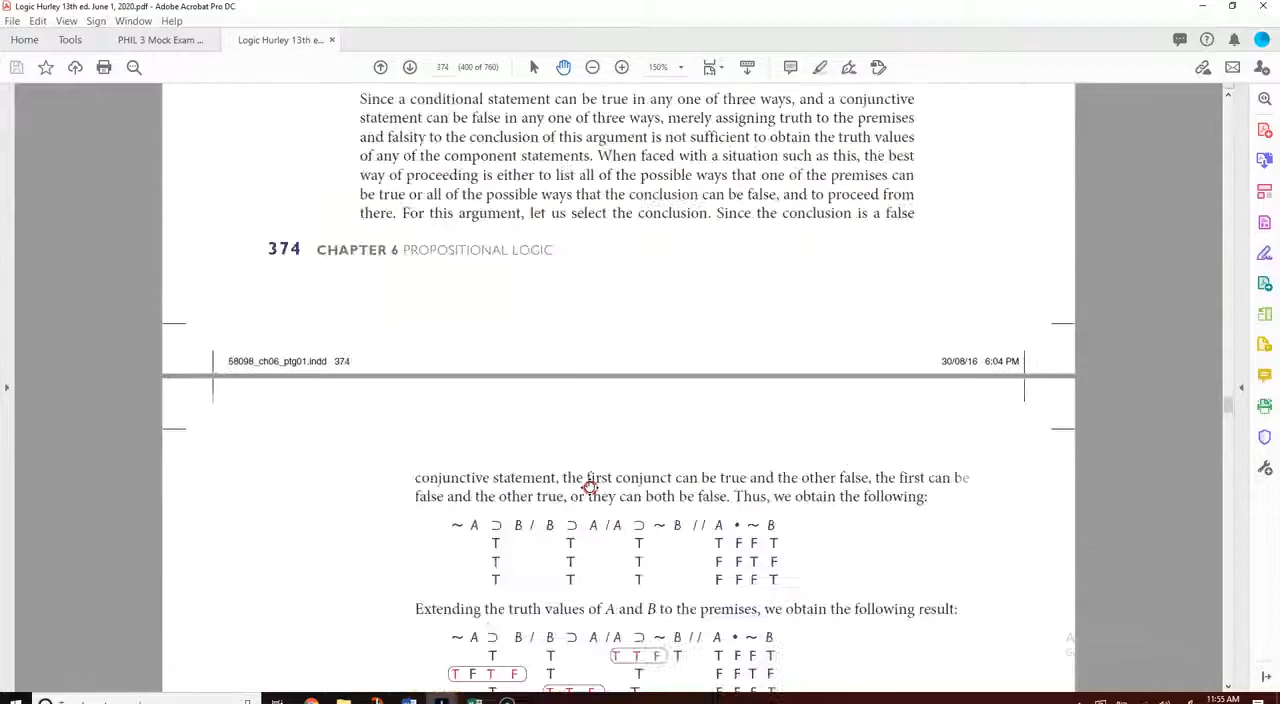 Logic Hurley 13th ed. June 1, 2020.pdf - Adobe Acrobat Pro DC
File Edit View Sign Window Help
Home Tools PHIL 3 Mock Exam ... Logic Hurley 13th e... ×
374 (400 of 760) 150%
Since a conditional statement can be true in any one of three ways, and a conjunctive
statement can be false in any one of three ways, merely assigning truth to the premises
and falsity to the conclusion of this argument is not sufficient to obtain the truth values
of any of the component statements. When faced with a situation such as this, the best
way of proceeding is either to list all of the possible ways that one of the premises can
be true or all of the possible ways that the conclusion can be false, and to proceed from
there. For this argument, let us select the conclusion. Since the conclusion is a false
374 CHAPTER 6 PROPOSITIONAL LOGIC
58098_ch06_ptg01.indd 374 30/08/16 6:04 PM
conjunctive statement, the first conjunct can be true and the other false, the first can be
false and the other true, or they can both be false. Thus, we obtain the following:
~ A ⊃ B / B ⊃ A / A ⊃ ~ B // A • ~ B
T T T T F F T
T T T F F T F
T T T F F F T
Extending the truth values of A and B to the premises, we obtain the following result:
~ A ⊃ B / B ⊃ A / A ⊃ ~ B // A • ~ B
T T T T F T T F F T
T F T F T T F F T F
T T T F T F F F T
11:55 AM